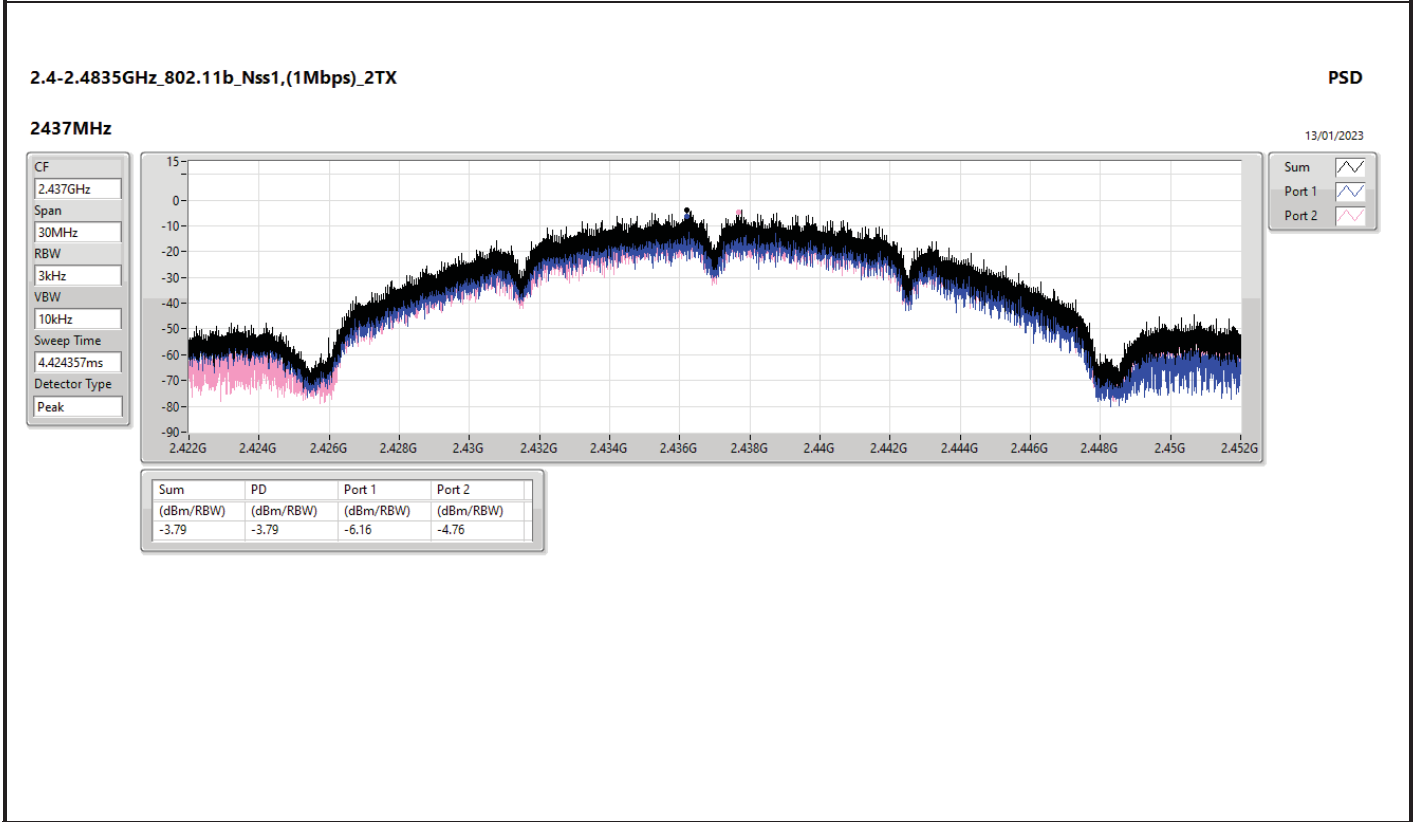 2.4-2.4835GHz_802.11b_Nss1,(1Mbps)_2TX
PSD
2437MHz
13/01/2023
CF
2.437GHz
Span
30MHz
RBW
3kHz
VBW
10kHz
Sweep Time
4.424357ms
Detector Type
Peak
15
0
-10
-20
-30
-40
-50
-60
-70
-80
-90
2.422G 2.424G 2.426G 2.428G 2.43G 2.432G 2.434G 2.436G 2.438G 2.44G 2.442G 2.444G 2.446G 2.448G 2.45G 2.452G
Sum
Port 1
Port 2
Sum PD Port 1 Port 2
(dBm/RBW) (dBm/RBW) (dBm/RBW) (dBm/RBW)
-3.79 -3.79 -6.16 -4.76